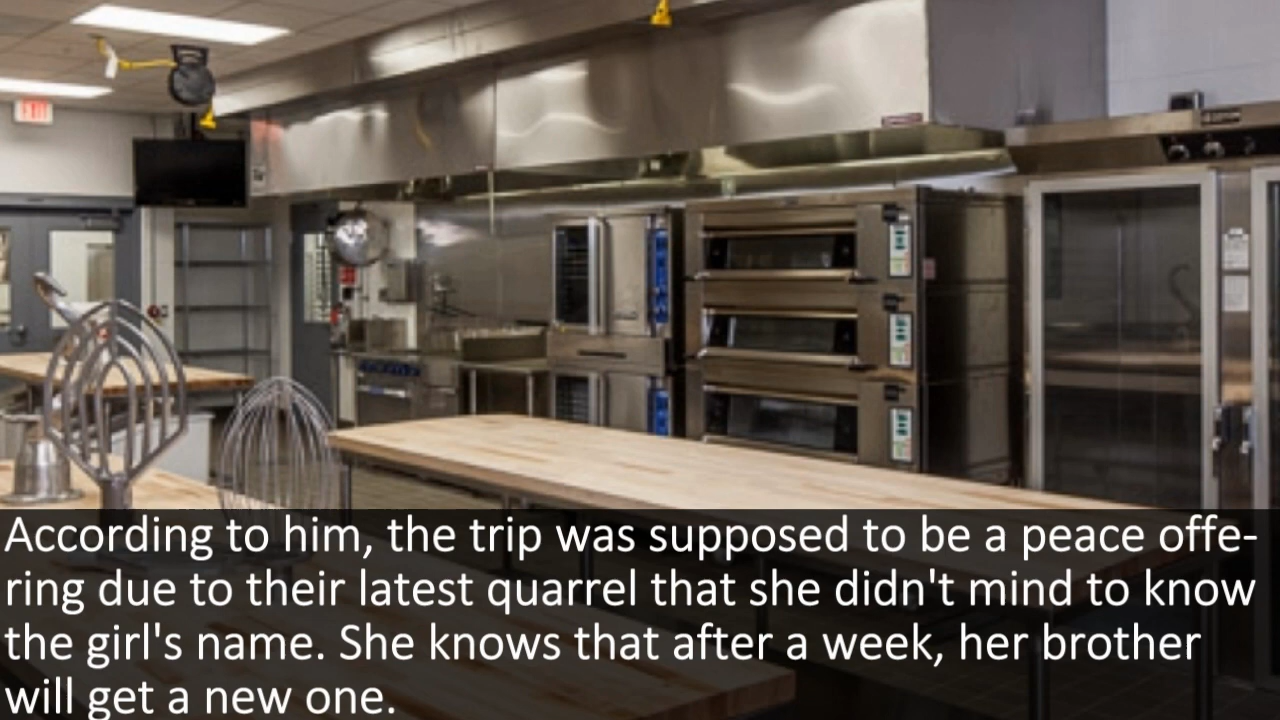 EXIT
According to him, the trip was supposed to be a peace offe-
ring due to their latest quarrel that she didn't mind to know
the girl's name. She knows that after a week, her brother
will get a new one.